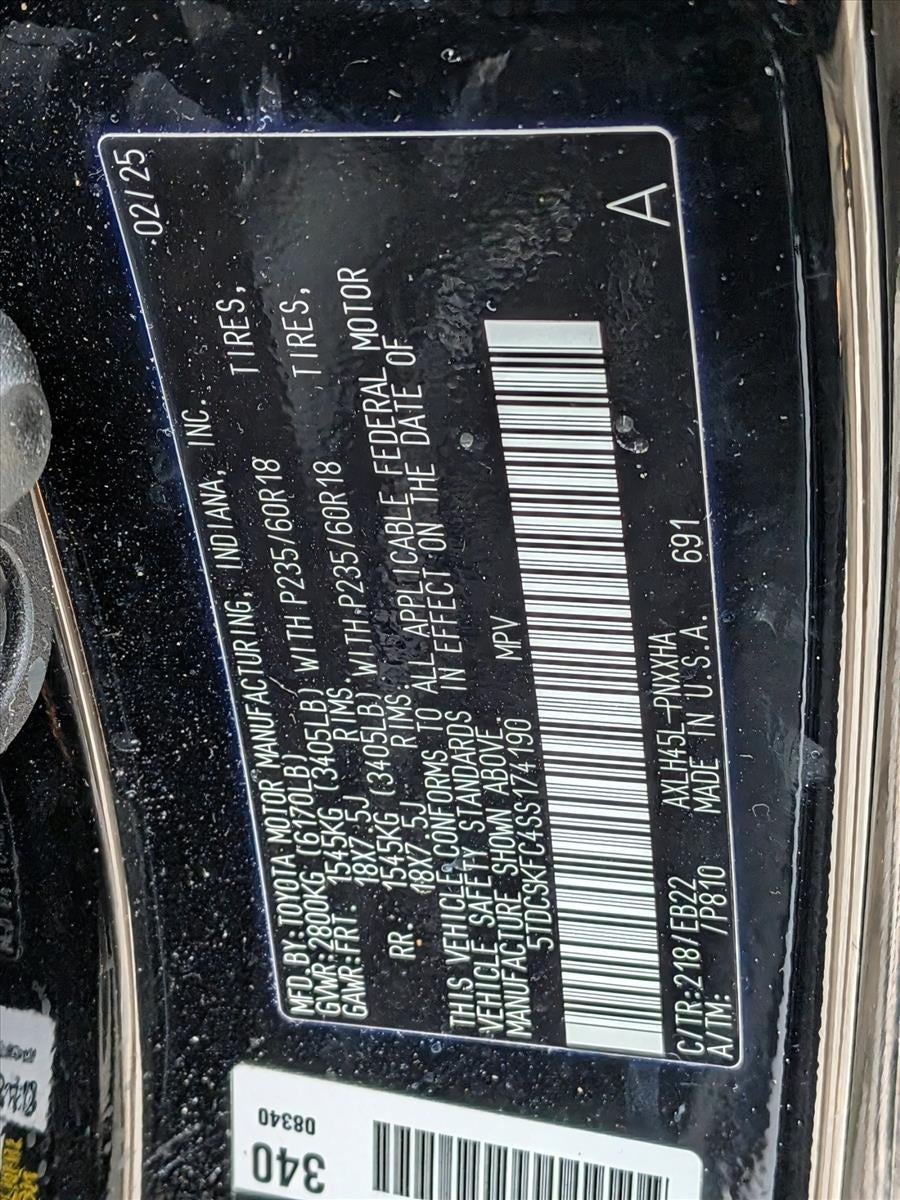 02/25
MFD.BY:TOYOTA MOTOR MANUFACTURING, INDIANA, INC.
GVWR:2800KG (6170LB)
GAWR:FRT. 1545KG (3405LB) WITH P235/60R18 TIRES,
18X7.5J RIMS.
RR. 1545KG (3405LB) WITH P235/60R18 TIRES,
18X7.5J RIMS.
THIS VEHICLE CONFORMS TO ALL APPLICABLE FEDERAL MOTOR
VEHICLE SAFETY STANDARDS IN EFFECT ON THE DATE OF
MANUFACTURE SHOWN ABOVE.
5TDCSKFC4SS174190 MPV
C/TR:218/EB22 AXLH45L-PNXXHA 691
A/TM: /P810 MADE IN U.S.A.
A
340
08340